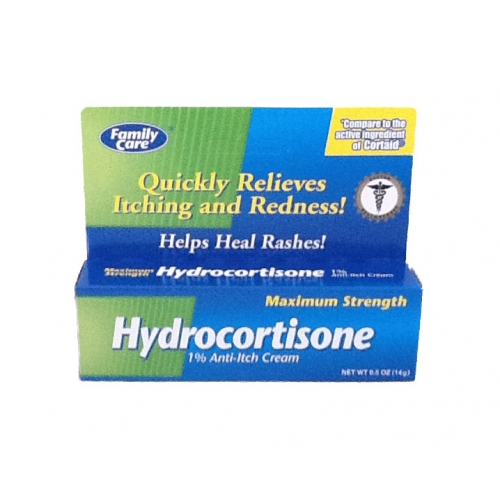 Family
Care
"Compare to the
active ingredient
of Cortaid
Quickly Relieves
Itching and Redness!
Helps Heal Rashes!
Maximum
Strength
Hydrocortisone
1%
Anti-Itch Cream
Maximum Strength
Hydrocortisone
1% Anti-Itch Cream
NET WT 0.5 OZ (14g)